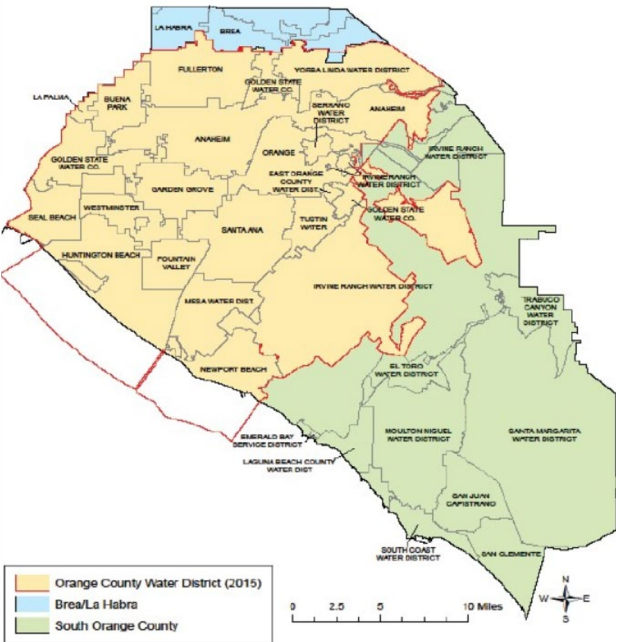 LA HABRA
BREA
FULLERTON
GOLDEN STATE
WATER CO.
YORBA LINDA WATER DISTRICT
LA PALMA
BUENA
PARK
SERRANO
WATER
DISTRICT
ANAHEIM
ANAHEIM
ORANGE
IRVINE RANCH
WATER DISTRICT
GOLDEN STATE
WATER CO.
EAST ORANGE
COUNTY
WATER DIST
IRVINE RANCH
WATER DISTRICT
GARDEN GROVE
WESTMINSTER
SEAL BEACH
SANTA ANA
TUSTIN
WATER
GOLDEN STATE
WATER CO.
HUNTINGTON BEACH
FOUNTAIN
VALLEY
MESA WATER DIST.
IRVINE RANCH WATER DISTRICT
TRABUCO
CANYON
WATER
DISTRICT
NEWPORT BEACH
EL TORO
WATER DISTRICT
EMERALD BAY
SERVICE DISTRICT
MOULTON NIGUEL
WATER DISTRICT
SANTA MARGARITA
WATER DISTRICT
LAGUNA BEACH COUNTY
WATER DIST
SAN JUAN
CAPISTRANO
SOUTH COAST
WATER DISTRICT
SAN CLEMENTE
Orange County Water District (2015)
Brea/La Habra
South Orange County
0 2.5 5 10 Miles
N
W E
S